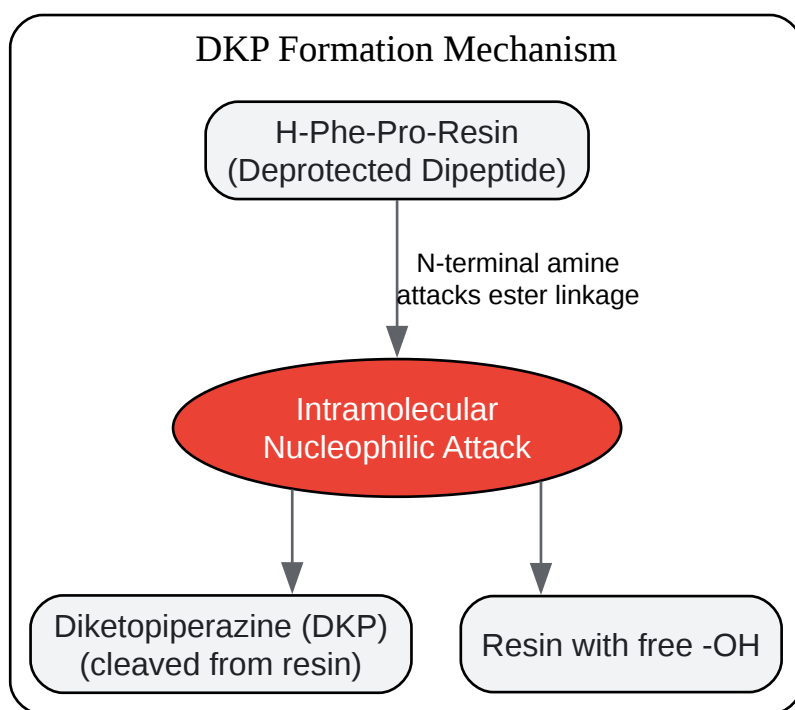 DKP Formation Mechanism
H-Phe-Pro-Resin
(Deprotected Dipeptide)
N-terminal amine
attacks ester linkage
Intramolecular
Nucleophilic Attack
Diketopiperazine (DKP)
(cleaved from resin)
Resin with free -OH